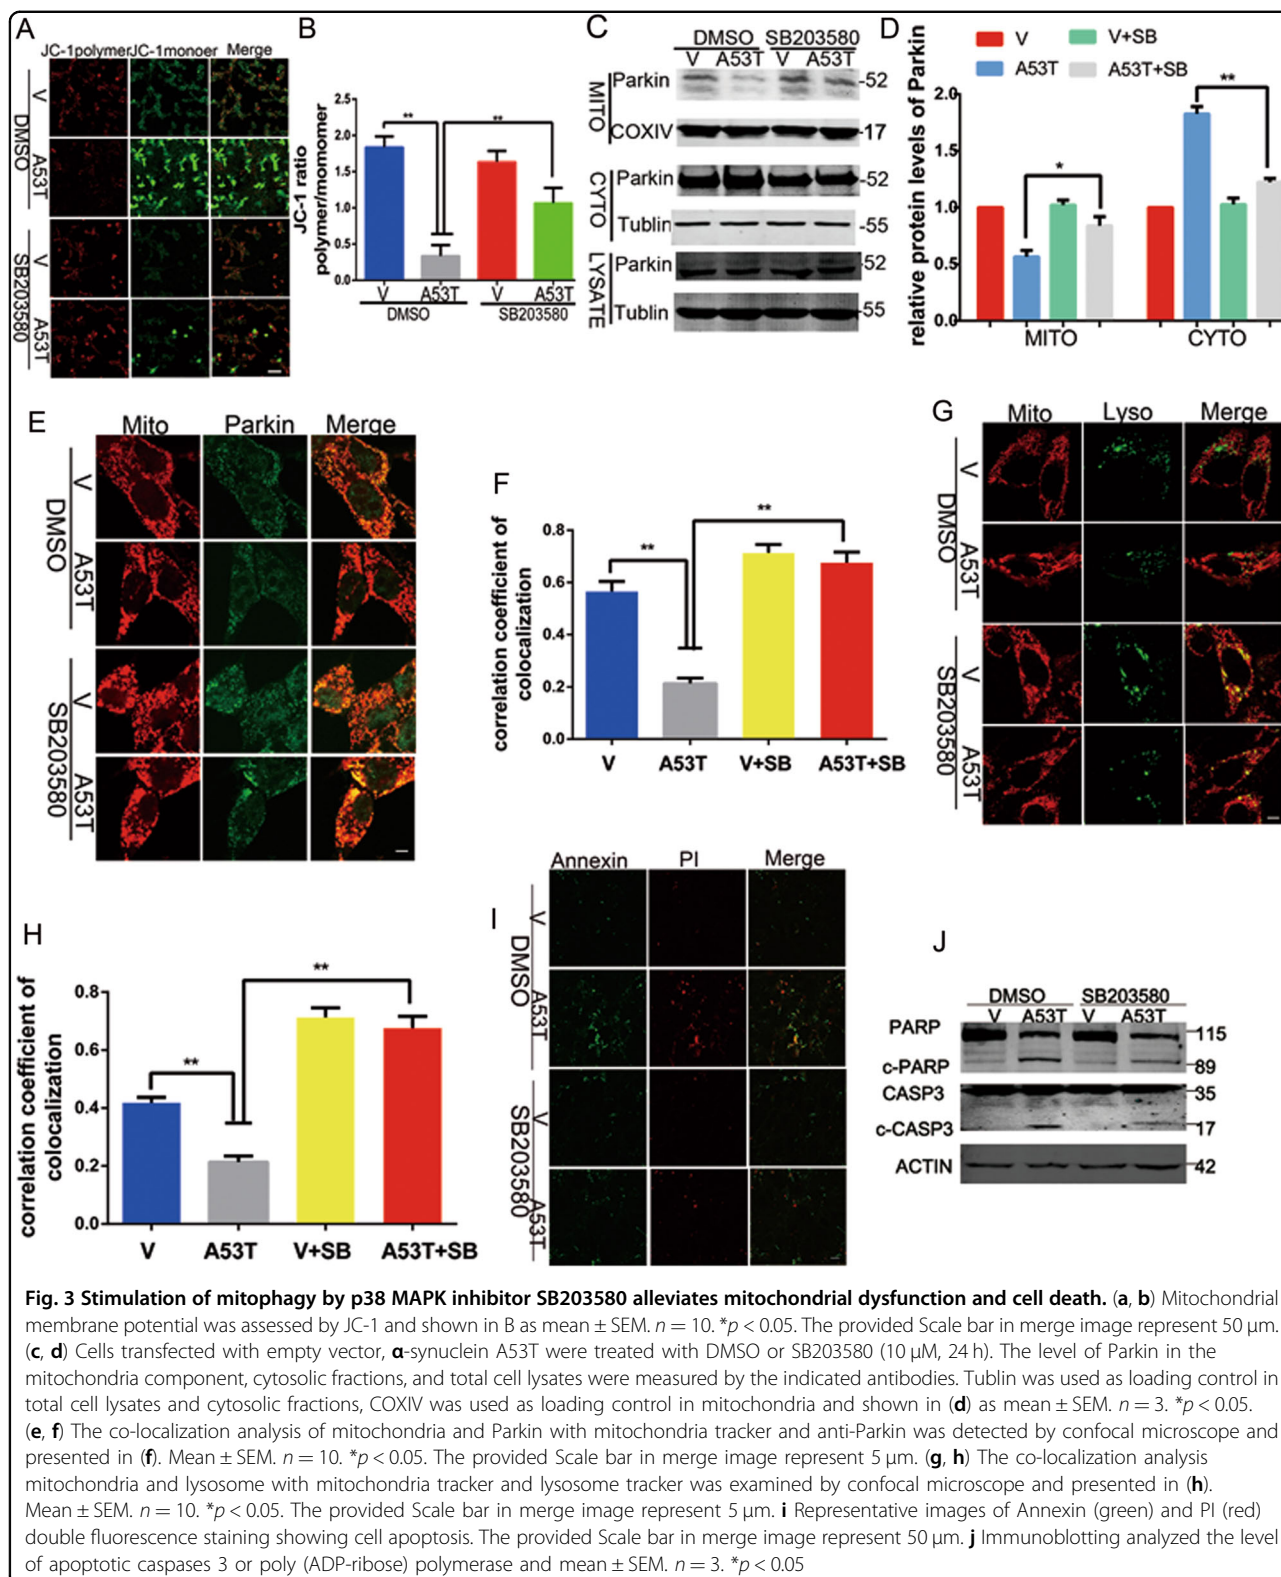 A
JC-1polymer JC-1monoer Merge
V
A53T
DMSO
V
A53T
SB203580
B
JC-1 ratio
polymer/momomer
2.5
2.0
1.5
1.0
0.5
0.0
** **
V A53T V A53T
DMSO SB203580
C
DMSO SB203580
V A53T V A53T
MITO
Parkin -52
COXIV -17
CYTO
Parkin -52
Tublin -55
LYSATE
Parkin -52
Tublin -55
D
V V+SB
A53T A53T+SB
relative protein levels of Parkin
2.0
1.5
1.0
0.5
0.0
* **
MITO CYTO
E
Mito Parkin Merge
V
A53T
DMSO
V
A53T
SB203580
F
correlation coefficient of
colocalization
0.8
0.6
0.4
0.2
0.0
** **
V A53T V+SB A53T+SB
G
Mito Lyso Merge
V
A53T
DMSO
V
A53T
SB203580
H
correlation coefficient of
colocalization
0.8
0.6
0.4
0.2
0.0
** **
V A53T V+SB A53T+SB
I
Annexin PI Merge
V
A53T
DMSO
V
A53T
SB203580
J
DMSO SB203580
V A53T V A53T
PARP 115
c-PARP 89
CASP3 35
c-CASP3 17
ACTIN 42
Fig. 3 Stimulation of mitophagy by p38 MAPK inhibitor SB203580 alleviates mitochondrial dysfunction and cell death. (a, b) Mitochondrial
membrane potential was assessed by JC-1 and shown in B as mean ± SEM. n = 10. *p < 0.05. The provided Scale bar in merge image represent 50 μm.
(c, d) Cells transfected with empty vector, α-synuclein A53T were treated with DMSO or SB203580 (10 μM, 24 h). The level of Parkin in the
mitochondria component, cytosolic fractions, and total cell lysates were measured by the indicated antibodies. Tublin was used as loading control in
total cell lysates and cytosolic fractions, COXIV was used as loading control in mitochondria and shown in (d) as mean ± SEM. n = 3. *p < 0.05.
(e, f) The co-localization analysis of mitochondria and Parkin with mitochondria tracker and anti-Parkin was detected by confocal microscope and
presented in (f). Mean ± SEM. n = 10. *p < 0.05. The provided Scale bar in merge image represent 5 μm. (g, h) The co-localization analysis
mitochondria and lysosome with mitochondria tracker and lysosome tracker was examined by confocal microscope and presented in (h).
Mean ± SEM. n = 10. *p < 0.05. The provided Scale bar in merge image represent 5 μm. i Representative images of Annexin (green) and PI (red)
double fluorescence staining showing cell apoptosis. The provided Scale bar in merge image represent 50 μm. j Immunoblotting analyzed the level
of apoptotic caspases 3 or poly (ADP-ribose) polymerase and mean ± SEM. n = 3. *p < 0.05